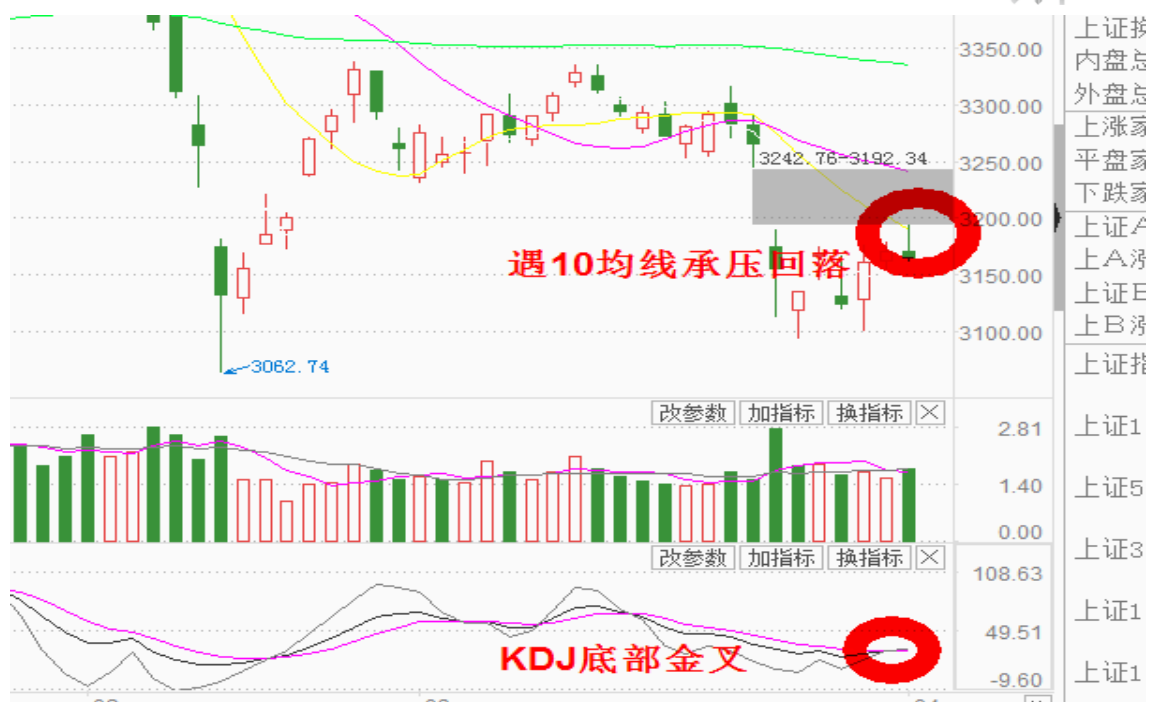 上证
内盘总
外盘总
上涨家
平盘家
下跌家
上证A
上A涨
上证B
上B涨
上证指
上证1
上证5
上证3
上证1
上证1
3350.00
3300.00
3250.00
3200.00
3150.00
3100.00
3242.76-3192.34
遇10均线承压回落
3062.74
改参数 加指标 换指标
2.81
1.40
0.00
改参数 加指标 换指标
108.63
49.51
-9.60
KDJ底部金叉